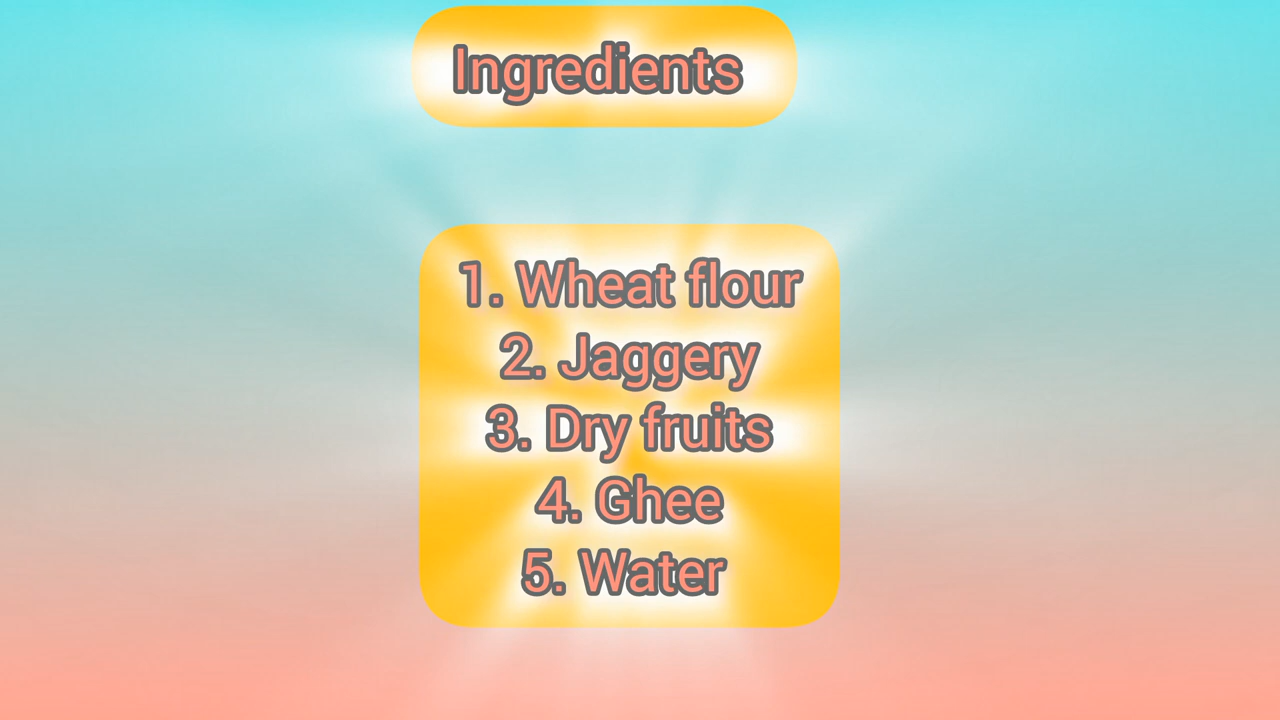 Ingredients
1. Wheat flour
2. Jaggery
3. Dry fruits
4. Ghee
5. Water